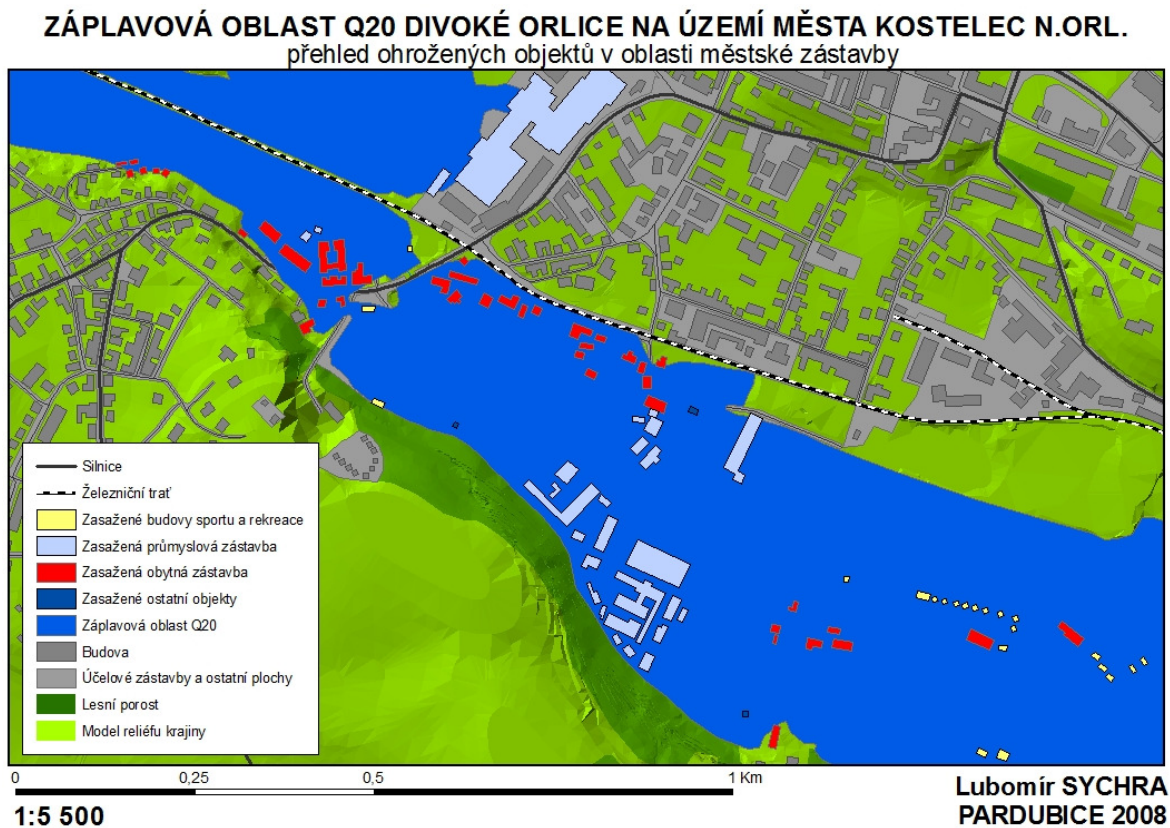 ZÁPLAVOVÁ OBLAST Q20 DIVOKÉ ORLICE NA ÚZEMÍ MĚSTA KOSTELEC N.ORL.
přehled ohrožených objektů v oblasti městské zástavby
Silnice
Železniční trať
Zasažené budovy sportu a rekreace
Zasažená průmyslová zástavba
Zasažená obytná zástavba
Zasažené ostatní objekty
Záplavová oblast Q20
Budova
Účelové zástavby a ostatní plochy
Lesní porost
Model reliéfu krajiny
0 0,25 0,5 1 Km
1:5 500
Lubomír SYCHRA
PARDUBICE 2008